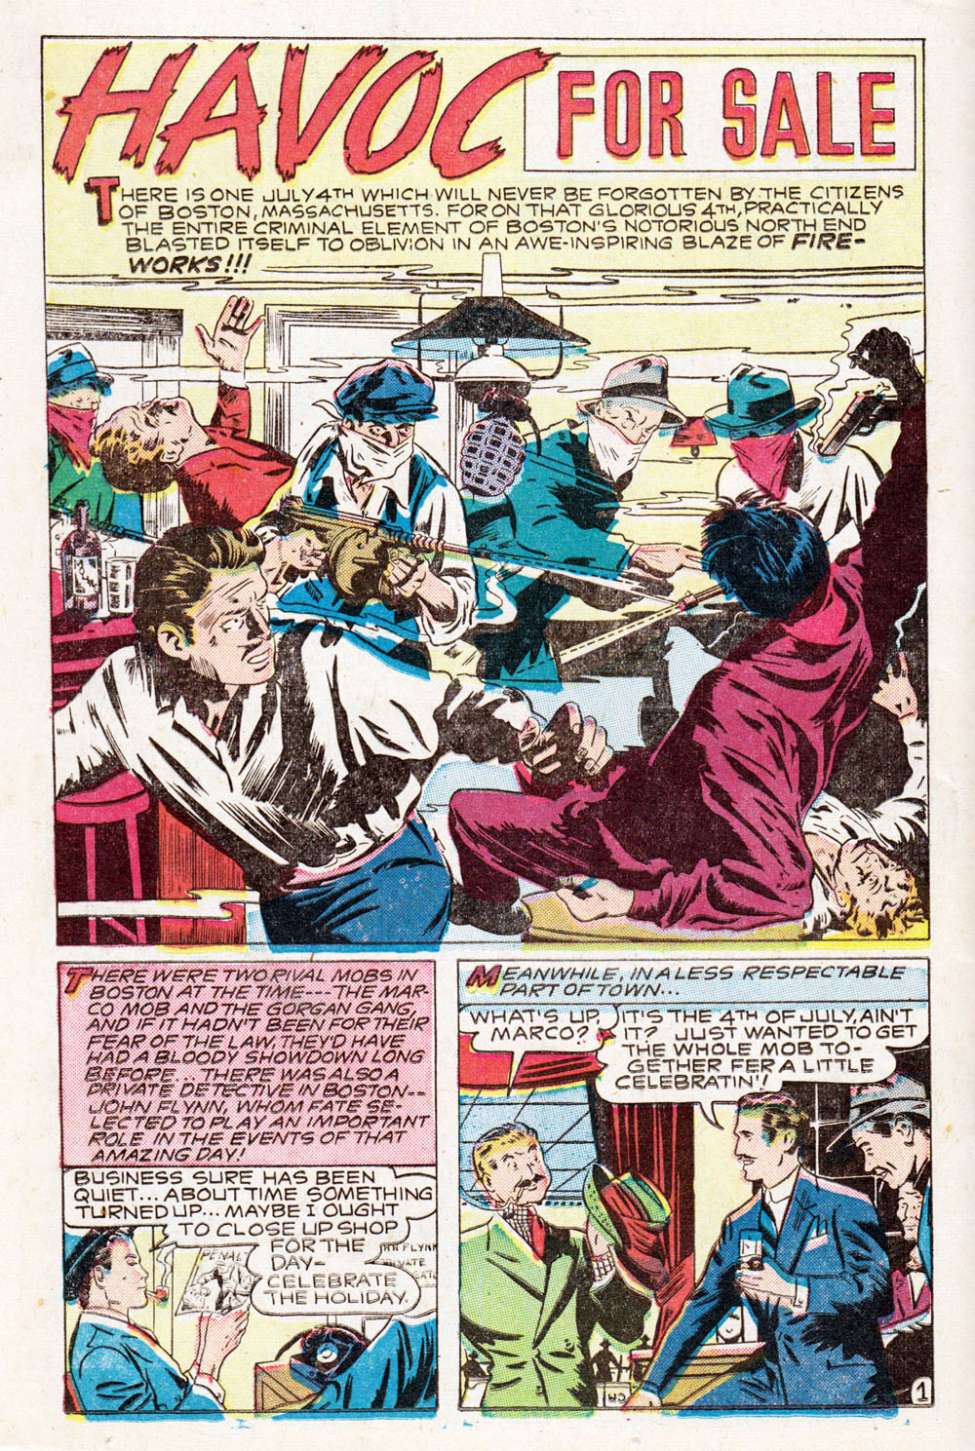 HAVOC FOR SALE
THERE IS ONE JULY 4TH WHICH WILL NEVER BE FORGOTTEN BY THE CITIZENS
OF BOSTON, MASSACHUSETTS. FOR ON THAT GLORIOUS 4TH, PRACTICALLY
THE ENTIRE CRIMINAL ELEMENT OF BOSTON'S NOTORIOUS NORTH END
BLASTED ITSELF TO OBLIVION IN AN AWE-INSPIRING BLAZE OF FIRE-
WORKS!!!
THERE WERE TWO RIVAL MOBS IN
BOSTON AT THE TIME--- THE MAR-
CO MOB AND THE GORGAN GANG,
AND IF IT HADN'T BEEN FOR THEIR
FEAR OF THE LAW, THEY'D HAVE
HAD A BLOODY SHOWDOWN LONG
BEFORE... THERE WAS ALSO A
PRIVATE DETECTIVE IN BOSTON--
JOHN FLYNN, WHOM FATE SE-
LECTED TO PLAY AN IMPORTANT
ROLE IN THE EVENTS OF THAT
AMAZING DAY!
BUSINESS SURE HAS BEEN
QUIET... ABOUT TIME SOMETHING
TURNED UP... MAYBE I OUGHT
TO CLOSE UP SHOP
FOR THE
DAY-
CELEBRATE
THE HOLIDAY.
PENALT
FLYNN
MEANWHILE, IN A LESS RESPECTABLE
PART OF TOWN...
WHAT'S UP,
MARCO?
IT'S THE 4TH OF JULY, AIN'T
IT? JUST WANTED TO GET
THE WHOLE MOB TO-
GETHER FER A LITTLE
CELEBRATIN'!
1